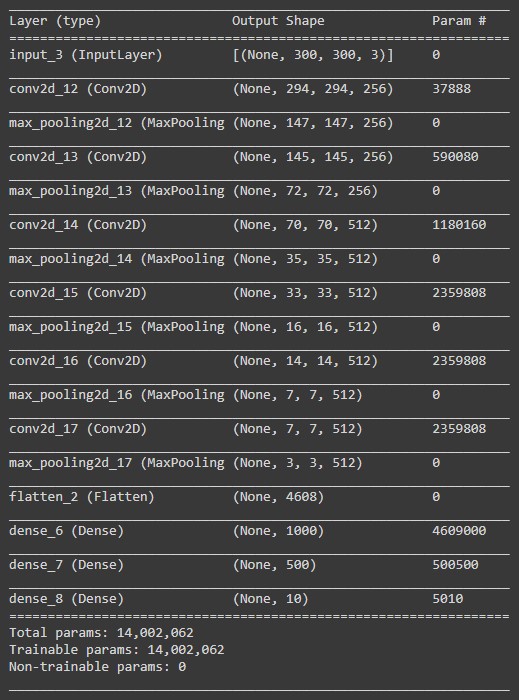 Layer (type) Output Shape Param #
input_3 (InputLayer) [(None, 300, 300, 3)] 0
conv2d_12 (Conv2D) (None, 294, 294, 256) 37888
max_pooling2d_12 (MaxPooling (None, 147, 147, 256) 0
conv2d_13 (Conv2D) (None, 145, 145, 256) 590080
max_pooling2d_13 (MaxPooling (None, 72, 72, 256) 0
conv2d_14 (Conv2D) (None, 70, 70, 512) 1180160
max_pooling2d_14 (MaxPooling (None, 35, 35, 512) 0
conv2d_15 (Conv2D) (None, 33, 33, 512) 2359808
max_pooling2d_15 (MaxPooling (None, 16, 16, 512) 0
conv2d_16 (Conv2D) (None, 14, 14, 512) 2359808
max_pooling2d_16 (MaxPooling (None, 7, 7, 512) 0
conv2d_17 (Conv2D) (None, 7, 7, 512) 2359808
max_pooling2d_17 (MaxPooling (None, 3, 3, 512) 0
flatten_2 (Flatten) (None, 4608) 0
dense_6 (Dense) (None, 1000) 4609000
dense_7 (Dense) (None, 500) 500500
dense_8 (Dense) (None, 10) 5010
Total params: 14,002,062
Trainable params: 14,002,062
Non-trainable params: 0